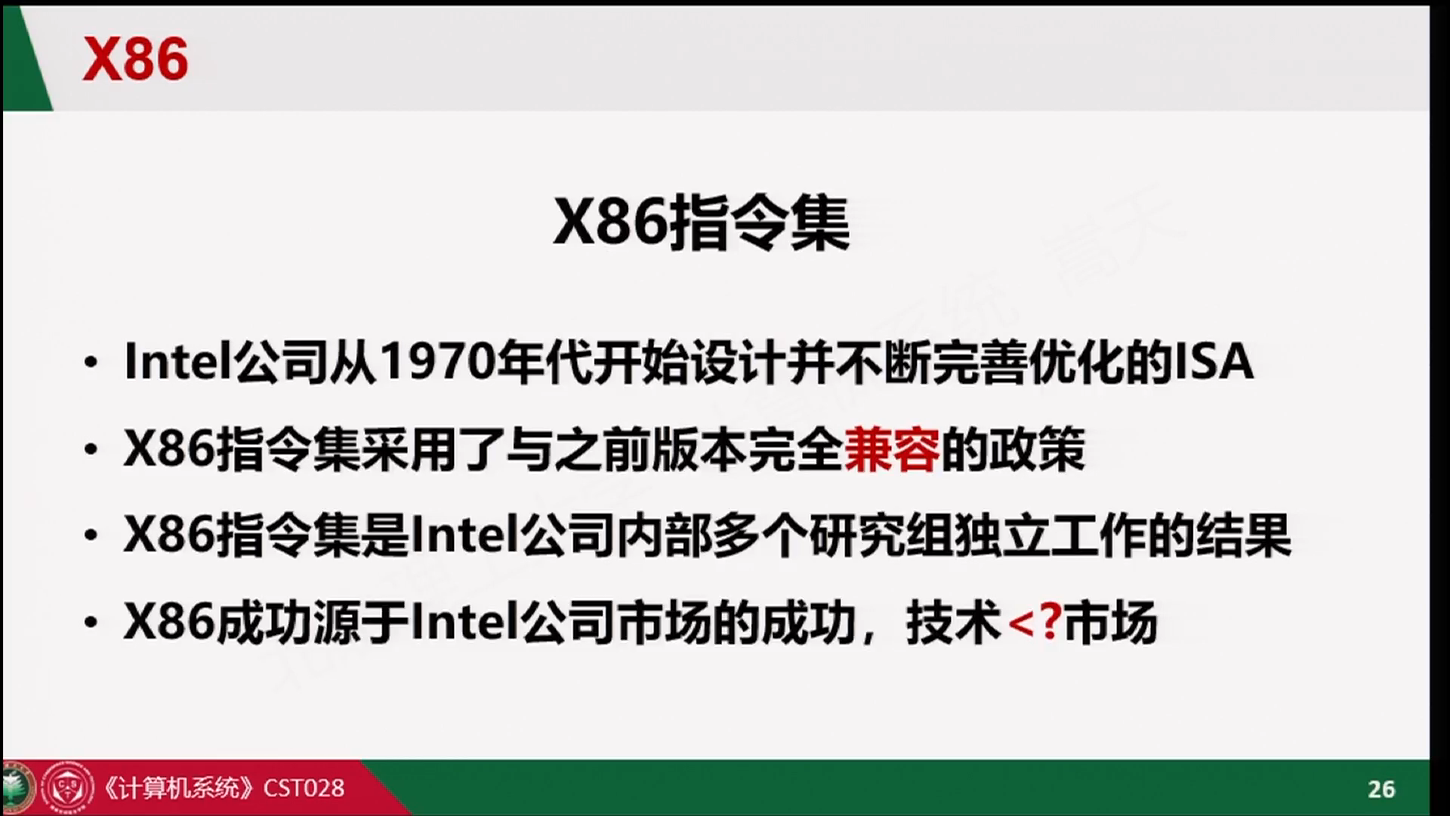 X86
X86指令集
• Intel公司从1970年代开始设计并不断完善优化的ISA
• X86指令集采用了与之前版本完全兼容的政策
• X86指令集是Intel公司内部多个研究组独立工作的结果
• X86成功源于Intel公司市场的成功，技术<?市场
《计算机系统》CST028
26